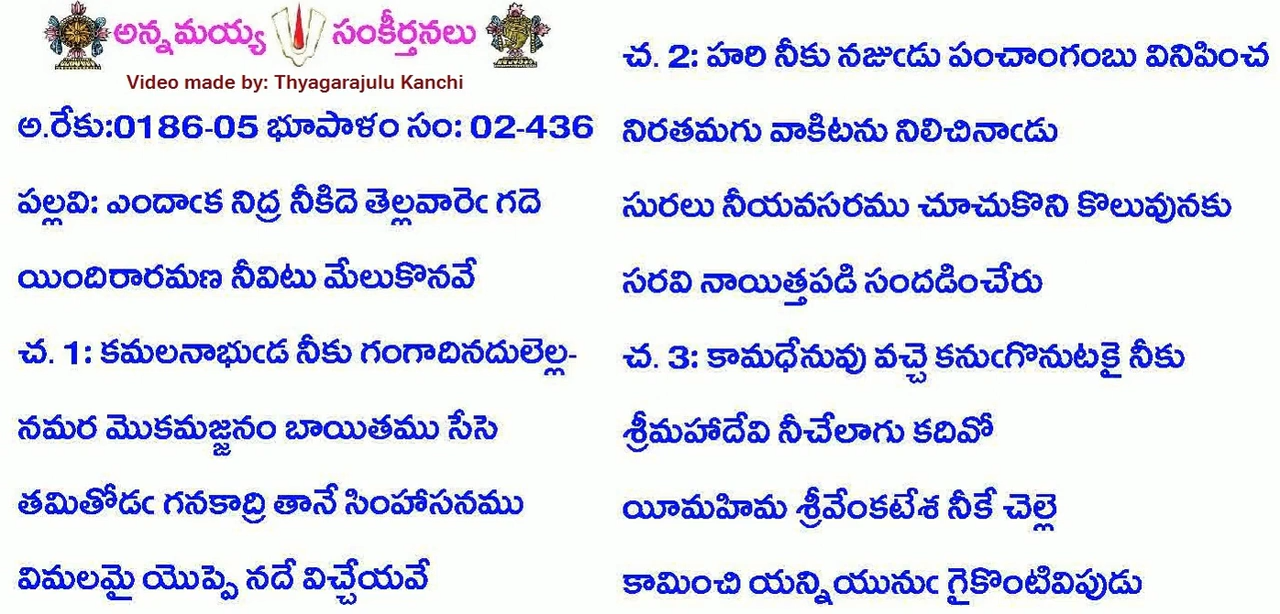 అన్నమయ్య సంకీర్తనలు
Video made by: Thyagarajulu Kanchi
అ.రేకు:0186-05 భూపాళం సం: 02-436
పల్లవి: ఎందాఁక నిద్ర నీకిదె తెల్లవారెఁ గదె
యిందిరారమణ నీవిటు మేలుకొనవే
చ. 1: కమలనాభుఁడ నీకు గంగాదినదులెల్ల-
నమర మొకమజ్జనం బాయితము సేసె
తమితోడఁ గనకాద్రి తానే సింహాసనము
విమలమై యొప్పె నదే విచ్చేయవే
చ. 2: హరి నీకు నజుఁడు పంచాంగంబు వినిపించ
నిరతమగు వాకిటను నిలిచినాఁడు
సురలు నీయవసరము చూచుకొని కొలువునకు
సరవి నాయిత్తపడి సందడించేరు
చ. 3: కామధేనువు వచ్చె కనుఁగొనుటకై నీకు
శ్రీమహాదేవి నీచేలాగు కదివో
యీమహిమ శ్రీవేంకటేశ నీకే చెల్లె
కామించి యన్నియునుఁ గైకొంటివిపుడు